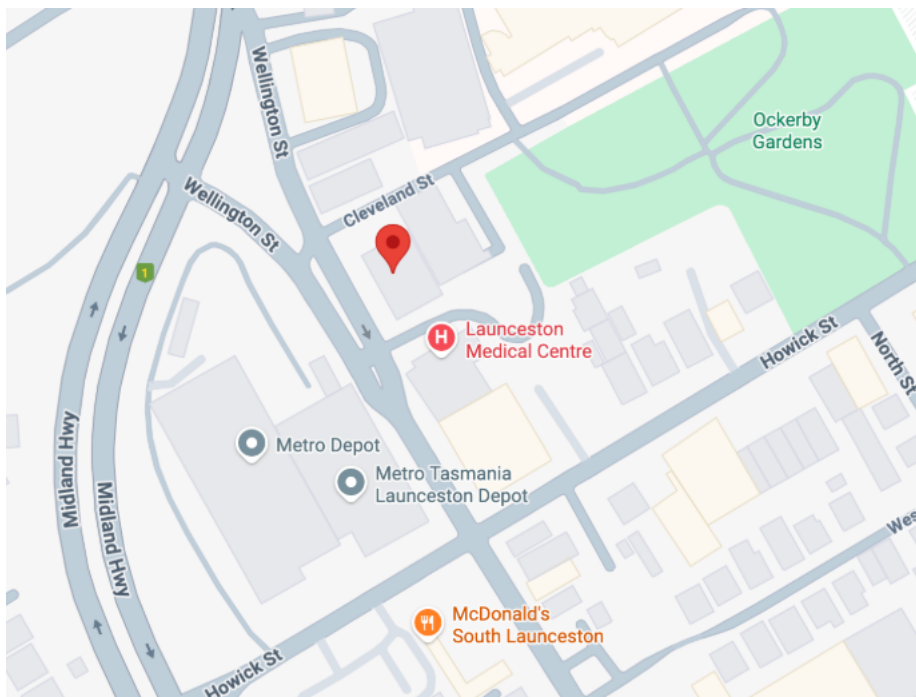 Wellington St
Ockerby
Gardens
Cleveland St
Wellington St
1
H
Launceston
Medical Centre
Howick St
North St
Midland Hwy
Metro Depot
Metro Tasmania
Launceston Depot
Midland Hwy
Wes
McDonald's
South Launceston
Howick St